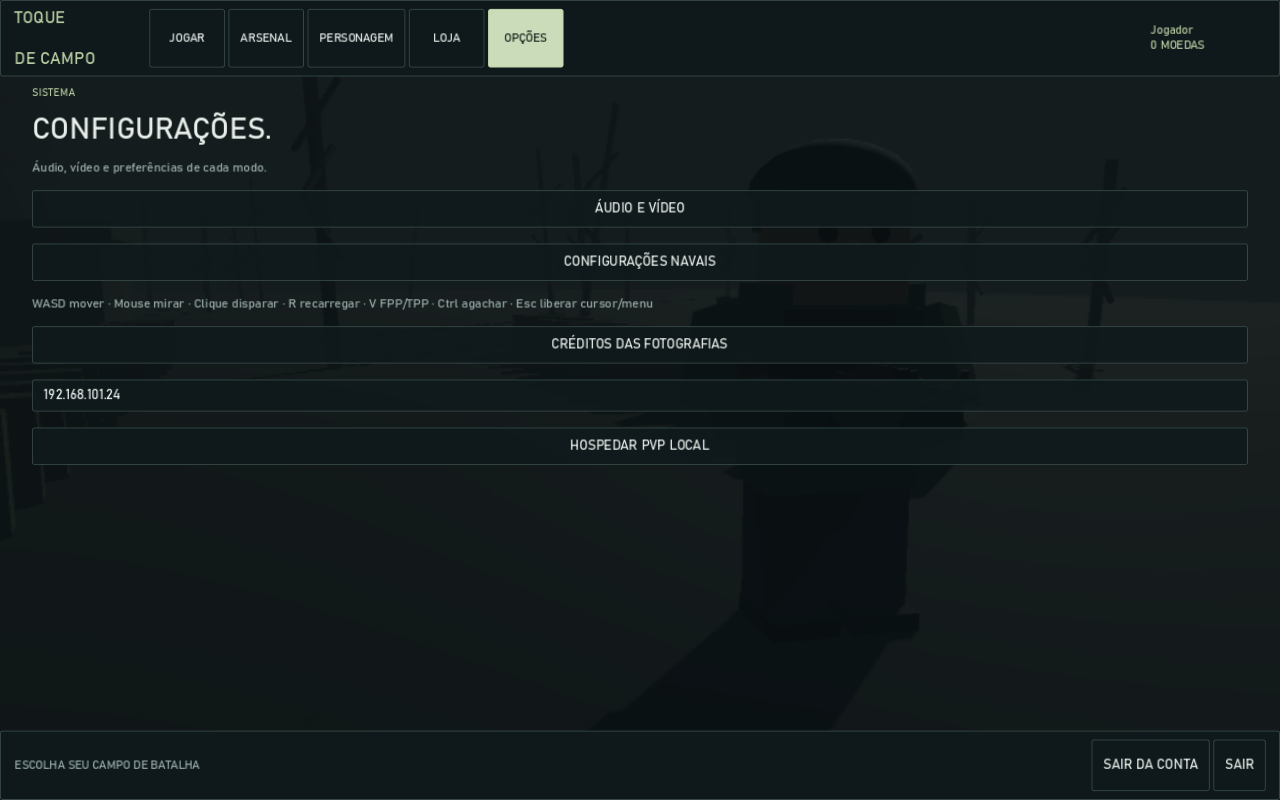 TOQUE
DE CAMPO
JOGAR
ARSENAL
PERSONAGEM
LOJA
OPÇÕES
Jogador
0 MOEDAS
SISTEMA
CONFIGURAÇÕES.
Áudio, vídeo e preferências de cada modo.
ÁUDIO E VÍDEO
CONFIGURAÇÕES NAVAIS
WASD mover · Mouse mirar · Clique disparar · R recarregar · V FPP/TPP · Ctrl agachar · Esc liberar cursor/menu
CRÉDITOS DAS FOTOGRAFIAS
192.168.101.24
HOSPEDAR PVP LOCAL
ESCOLHA SEU CAMPO DE BATALHA
SAIR DA CONTA
SAIR